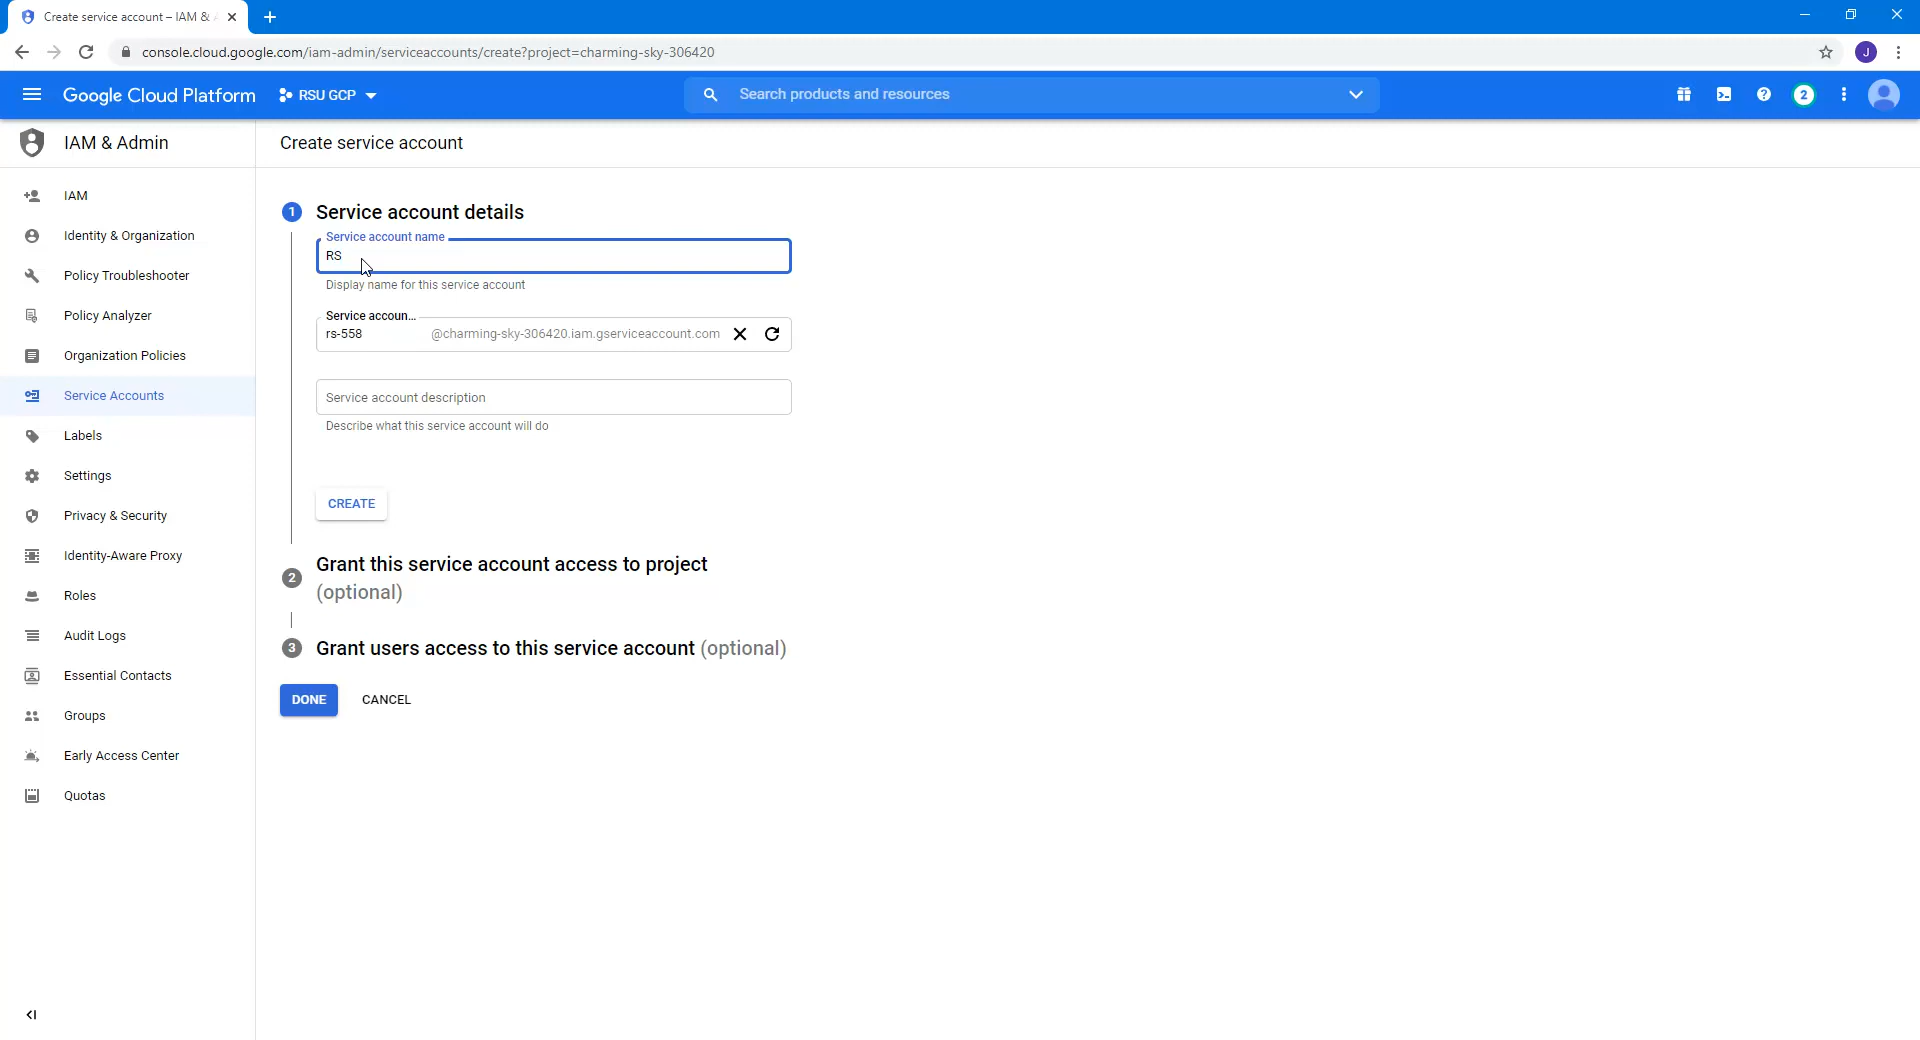 Create service account – IAM &
console.cloud.google.com/iam-admin/serviceaccounts/create?project=charming-sky-306420
J
Google Cloud Platform
RSU GCP
Search products and resources
2
IAM & Admin
Create service account
IAM
Identity & Organization
Policy Troubleshooter
Policy Analyzer
Organization Policies
Service Accounts
Labels
Settings
Privacy & Security
Identity-Aware Proxy
Roles
Audit Logs
Essential Contacts
Groups
Early Access Center
Quotas
1
Service account details
Service account name
RS
Display name for this service account
Service accoun...
rs-558
@charming-sky-306420.iam.gserviceaccount.com
Service account description
Describe what this service account will do
CREATE
2
Grant this service account access to project
(optional)
3
Grant users access to this service account (optional)
DONE
CANCEL